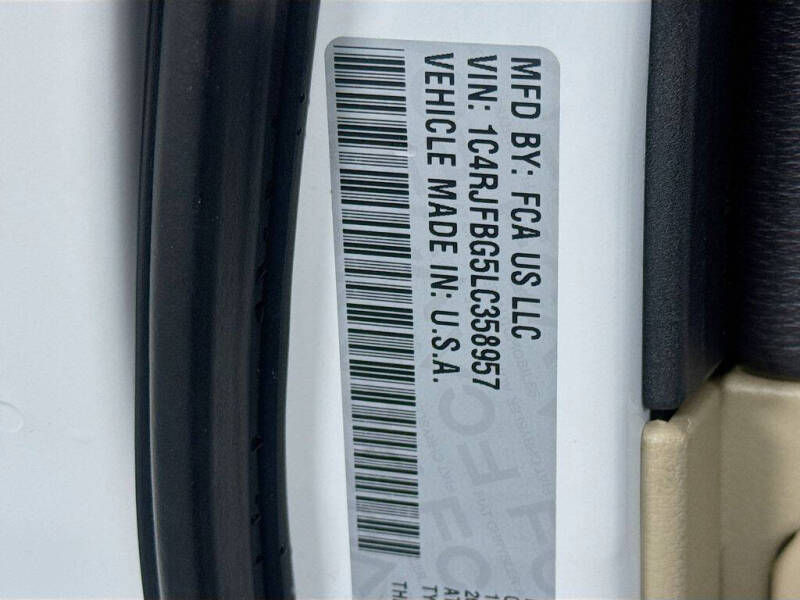 MFD BY: FCA US LLC
VIN: 1C4RJFBG5LC358957
VEHICLE MADE IN: U.S.A.